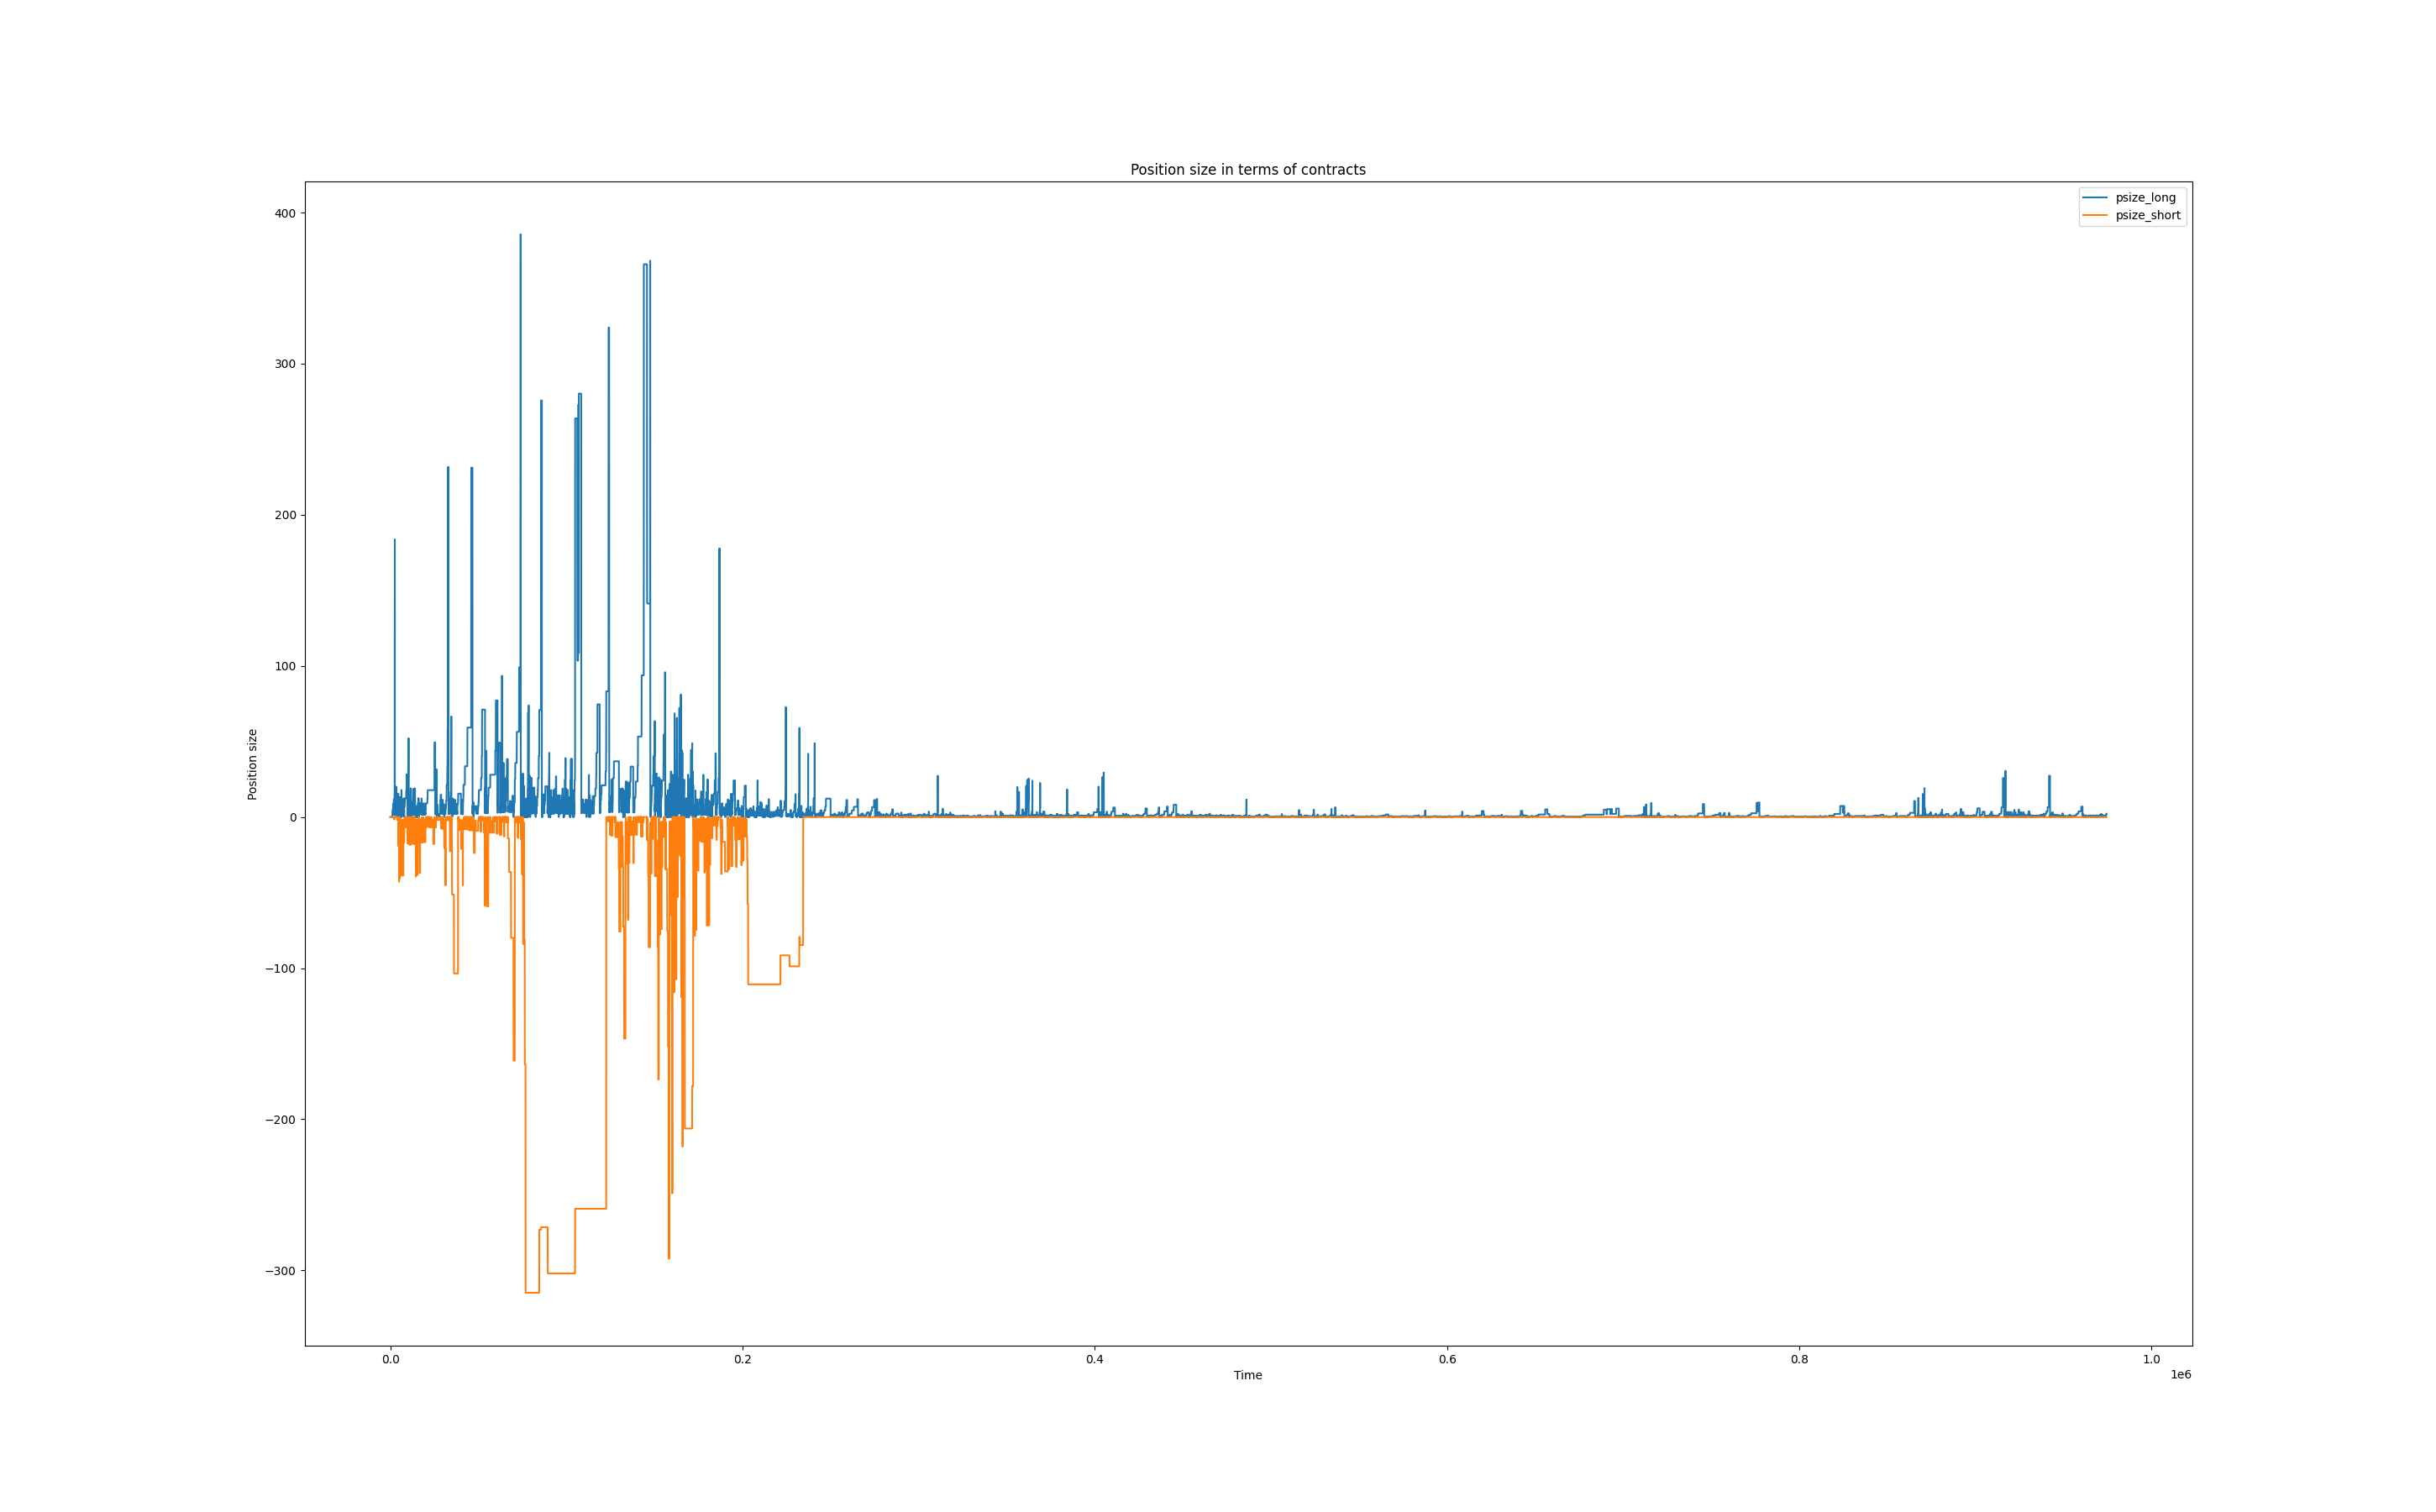 Position size in terms of contracts
psize_long
psize_short
400
300
200
100
0
−100
−200
−300
Position size
0.0
0.2
0.4
0.6
0.8
1.0
1e6
Time